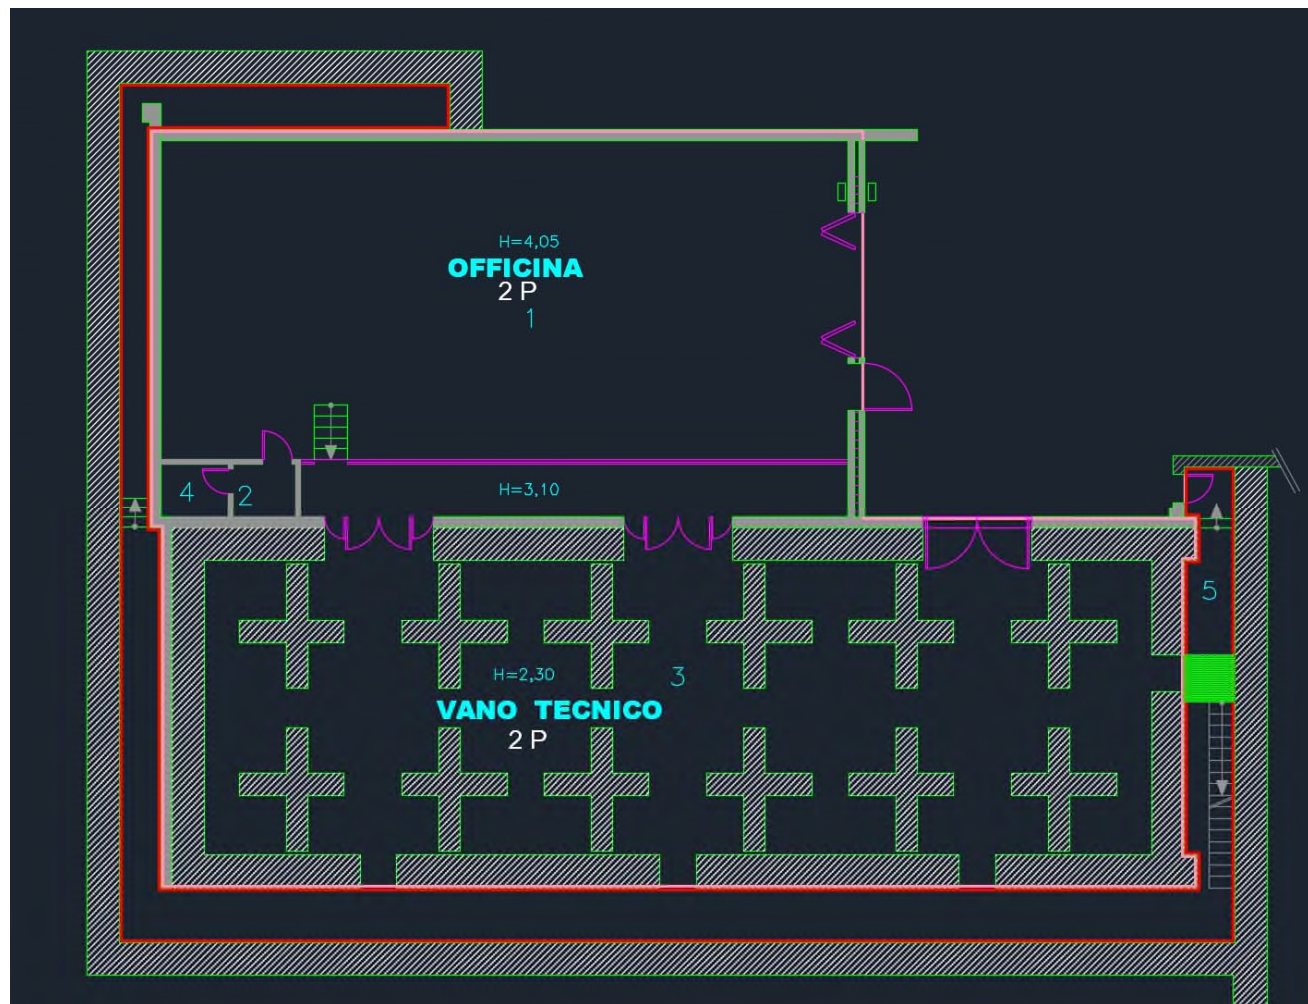 H=4,05
OFFICINA
2 P
1
4
2
H=3,10
5
H=2,30
3
VANO TECNICO
2 P